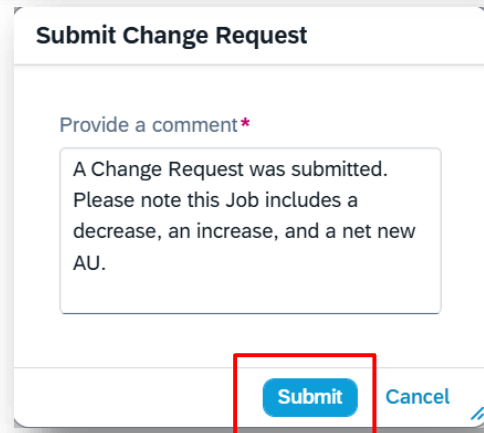 Submit Change Request
Provide a comment*
A Change Request was submitted.
Please note this Job includes a
decrease, an increase, and a net new
AU.
Submit Cancel